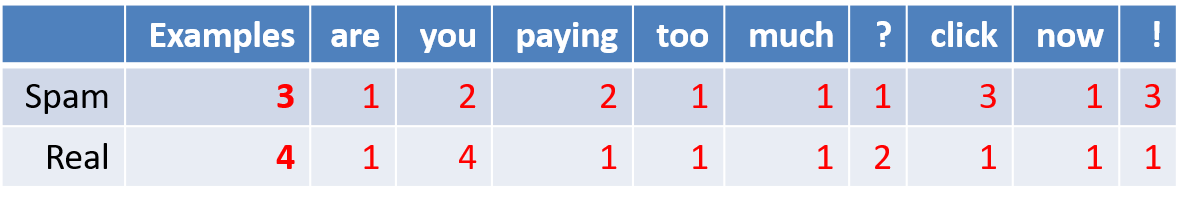 Examples are you paying too much ? click now !
Spam 3 1 2 2 1 1 1 3 1 3
Real 4 1 4 1 1 1 2 1 1 1